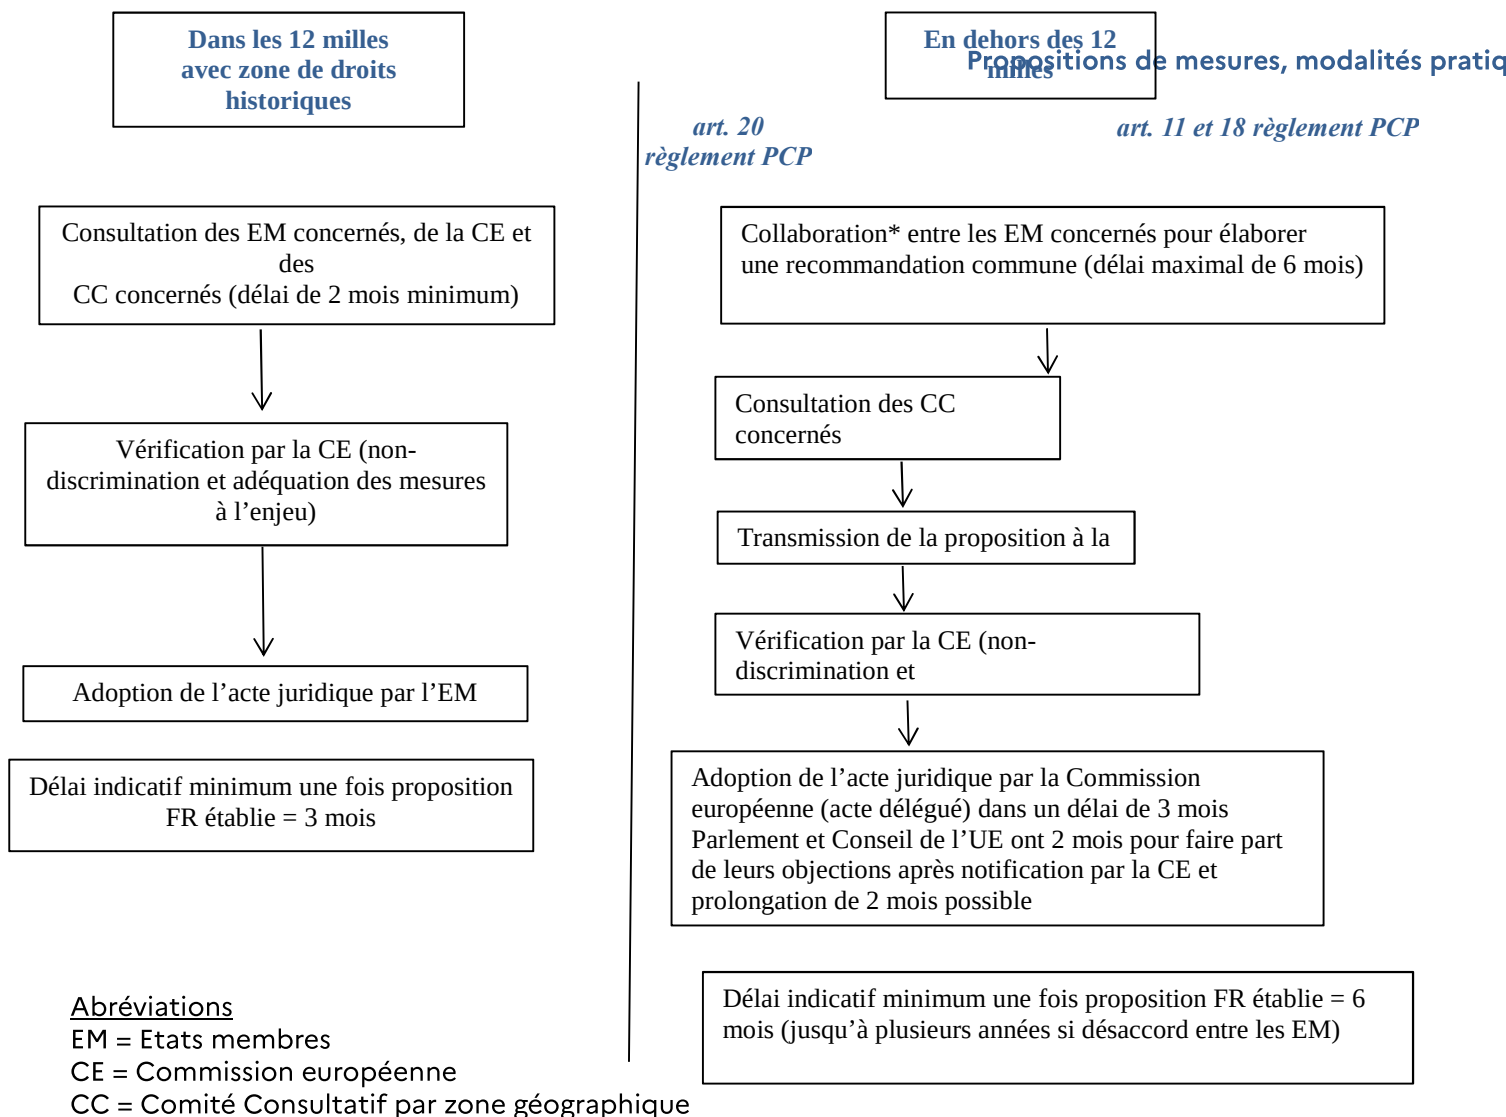 Dans les 12 milles
avec zone de droits
historiques
Consultation des EM concernés, de la CE et
des
CC concernés (délai de 2 mois minimum)
Vérification par la CE (non-
discrimination et adéquation des mesures
à l’enjeu)
Adoption de l’acte juridique par l’EM
Délai indicatif minimum une fois proposition
FR établie = 3 mois
En dehors des 12
milles
Propositions de mesures, modalités pratiq
art. 20
règlement PCP
art. 11 et 18 règlement PCP
Collaboration* entre les EM concernés pour élaborer
une recommandation commune (délai maximal de 6 mois)
Consultation des CC
concernés
Transmission de la proposition à la
Vérification par la CE (non-
discrimination et
Adoption de l’acte juridique par la Commission
européenne (acte délégué) dans un délai de 3 mois
Parlement et Conseil de l’UE ont 2 mois pour faire part
de leurs objections après notification par la CE et
prolongation de 2 mois possible
Délai indicatif minimum une fois proposition FR établie = 6
mois (jusqu’à plusieurs années si désaccord entre les EM)
Abréviations
EM = Etats membres
CE = Commission européenne
CC = Comité Consultatif par zone géographique